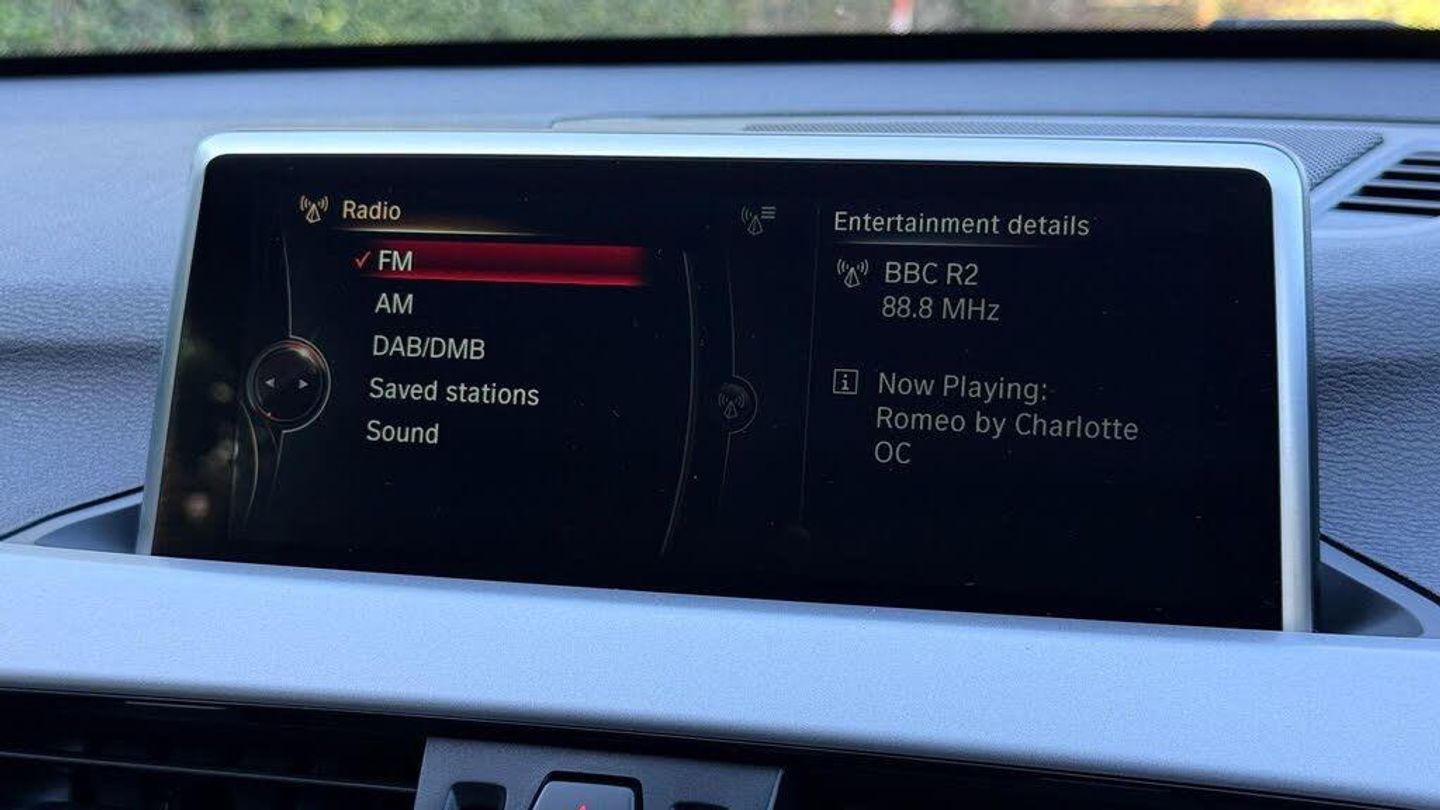 Radio
FM
AM
DAB/DMB
Saved stations
Sound
Entertainment details
BBC R2
88.8 MHz
Now Playing:
Romeo by Charlotte
OC